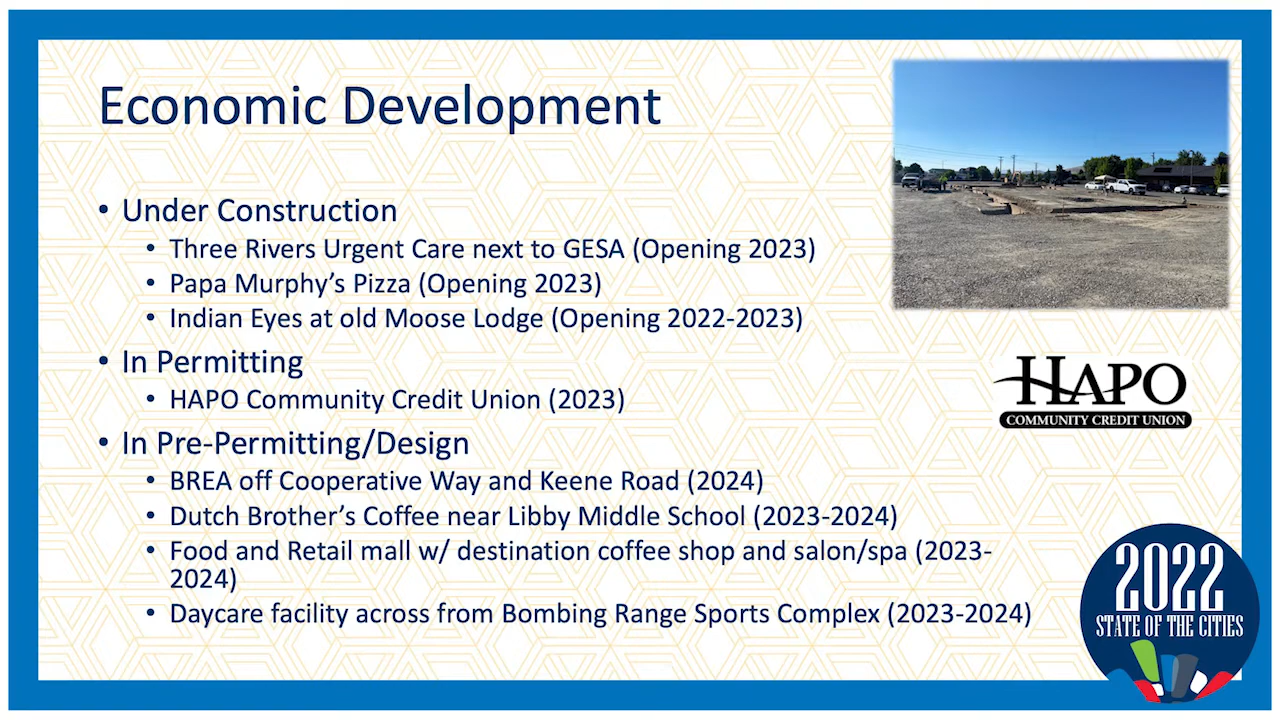 Economic Development
• Under Construction
• Three Rivers Urgent Care next to GESA (Opening 2023)
• Papa Murphy’s Pizza (Opening 2023)
• Indian Eyes at old Moose Lodge (Opening 2022-2023)
• In Permitting
• HAPO Community Credit Union (2023)
• In Pre-Permitting/Design
• BREA off Cooperative Way and Keene Road (2024)
• Dutch Brother’s Coffee near Libby Middle School (2023-2024)
• Food and Retail mall w/ destination coffee shop and salon/spa (2023-
2024)
• Daycare facility across from Bombing Range Sports Complex (2023-2024)
HAPO
COMMUNITY CREDIT UNION
2022
STATE OF THE CITIES